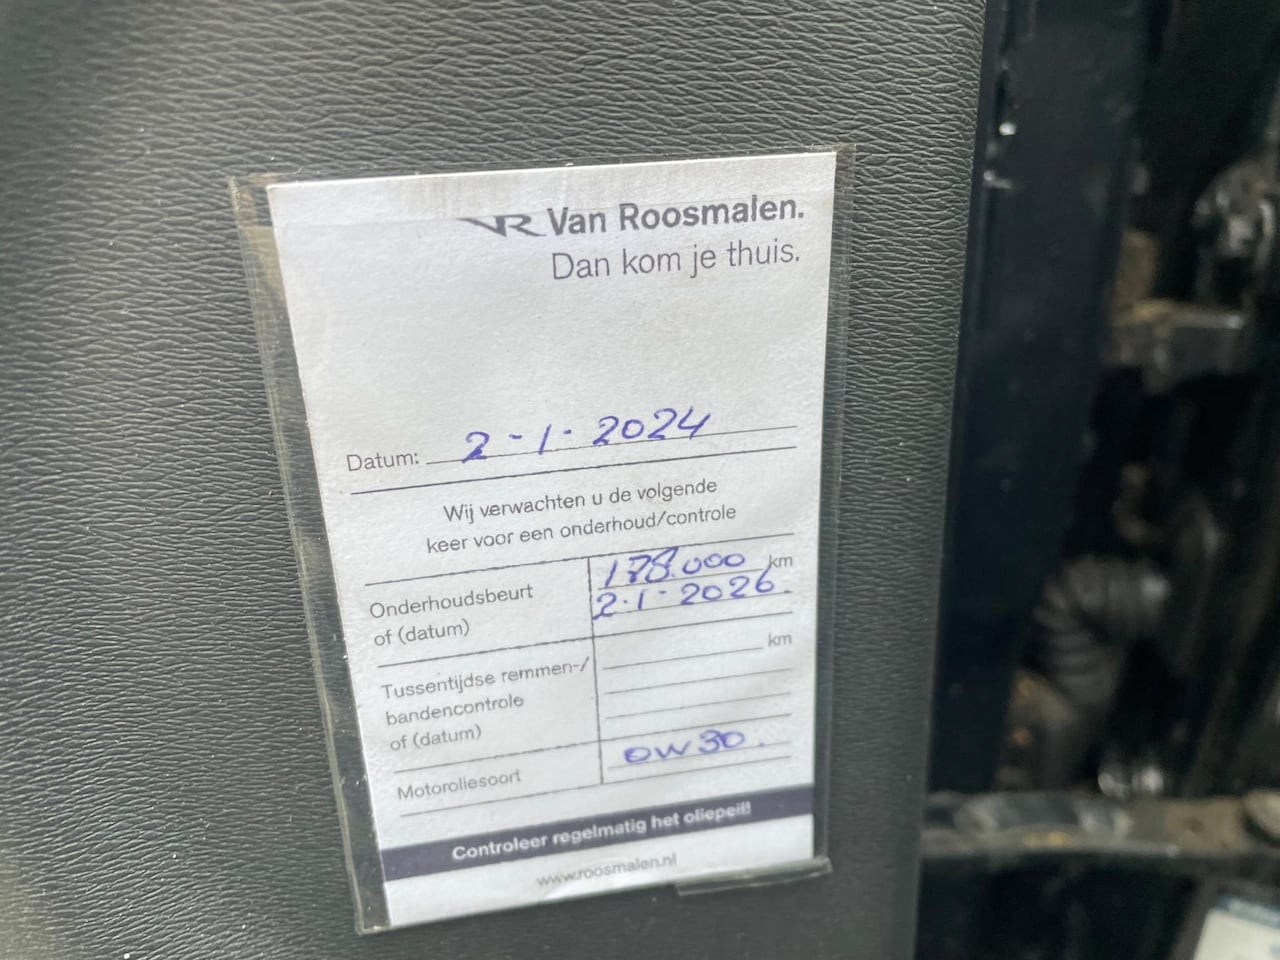 VR Van Roosmalen.
Dan kom je thuis.
Datum: 2-1-2024
Wij verwachten u de volgende
keer voor een onderhoud/controle
178.000 km
Onderhoudsbeurt 2-1-2026.
of (datum)
km
Tussentijdse remmen-/
bandencontrole
of (datum)
Motoroliesoort 0W30.
Controleer regelmatig het oliepeil!
www.roosmalen.nl